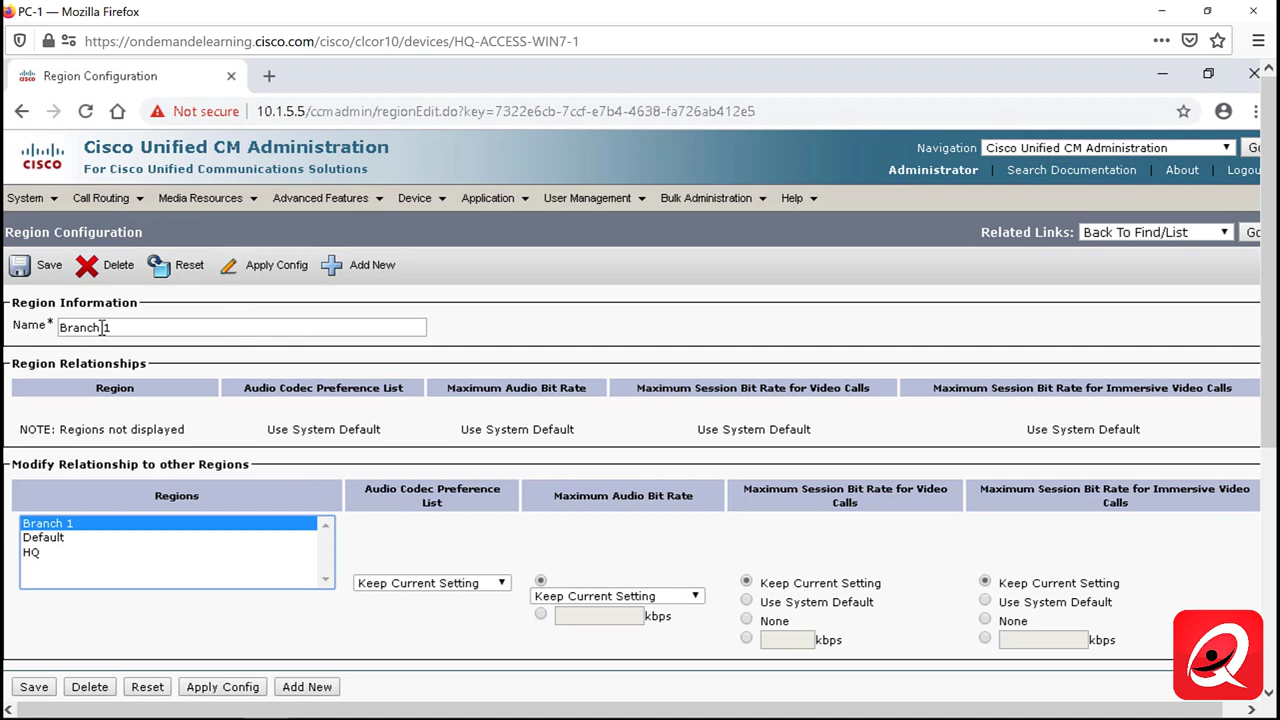 PC-1 Mozilla Firefox
https://ondemandelearning.cisco.com/cisco/clcor10/devices/HQ-ACCESS-WIN7-1
Region Configuration
Not secure 10.1.5.5/ccmadmin/regionEdit.do?key=7322e6cb-7ccf-e7b4-4638-fa726ab412e5
CISCO
Cisco Unified CM Administration
For Cisco Unified Communications Solutions
Navigation Cisco Unified CM Administration Go
Administrator Search Documentation About Logou
System Call Routing Media Resources Advanced Features Device Application User Management Bulk Administration Help
Region Configuration Related Links: Back To Find/List Go
Save Delete Reset Apply Config Add New
Region Information
Name* Branch 1
Region Relationships
Region Audio Codec Preference List Maximum Audio Bit Rate Maximum Session Bit Rate for Video Calls Maximum Session Bit Rate for Immersive Video Calls
NOTE: Regions not displayed Use System Default Use System Default Use System Default Use System Default
Modify Relationship to other Regions
Regions Audio Codec Preference List Maximum Audio Bit Rate Maximum Session Bit Rate for Video Calls Maximum Session Bit Rate for Immersive Video Calls
Branch 1
Default
HQ
Keep Current Setting Keep Current Setting Keep Current Setting Keep Current Setting
Use System Default Use System Default
kbps None None
kbps kbps
Save Delete Reset Apply Config Add New